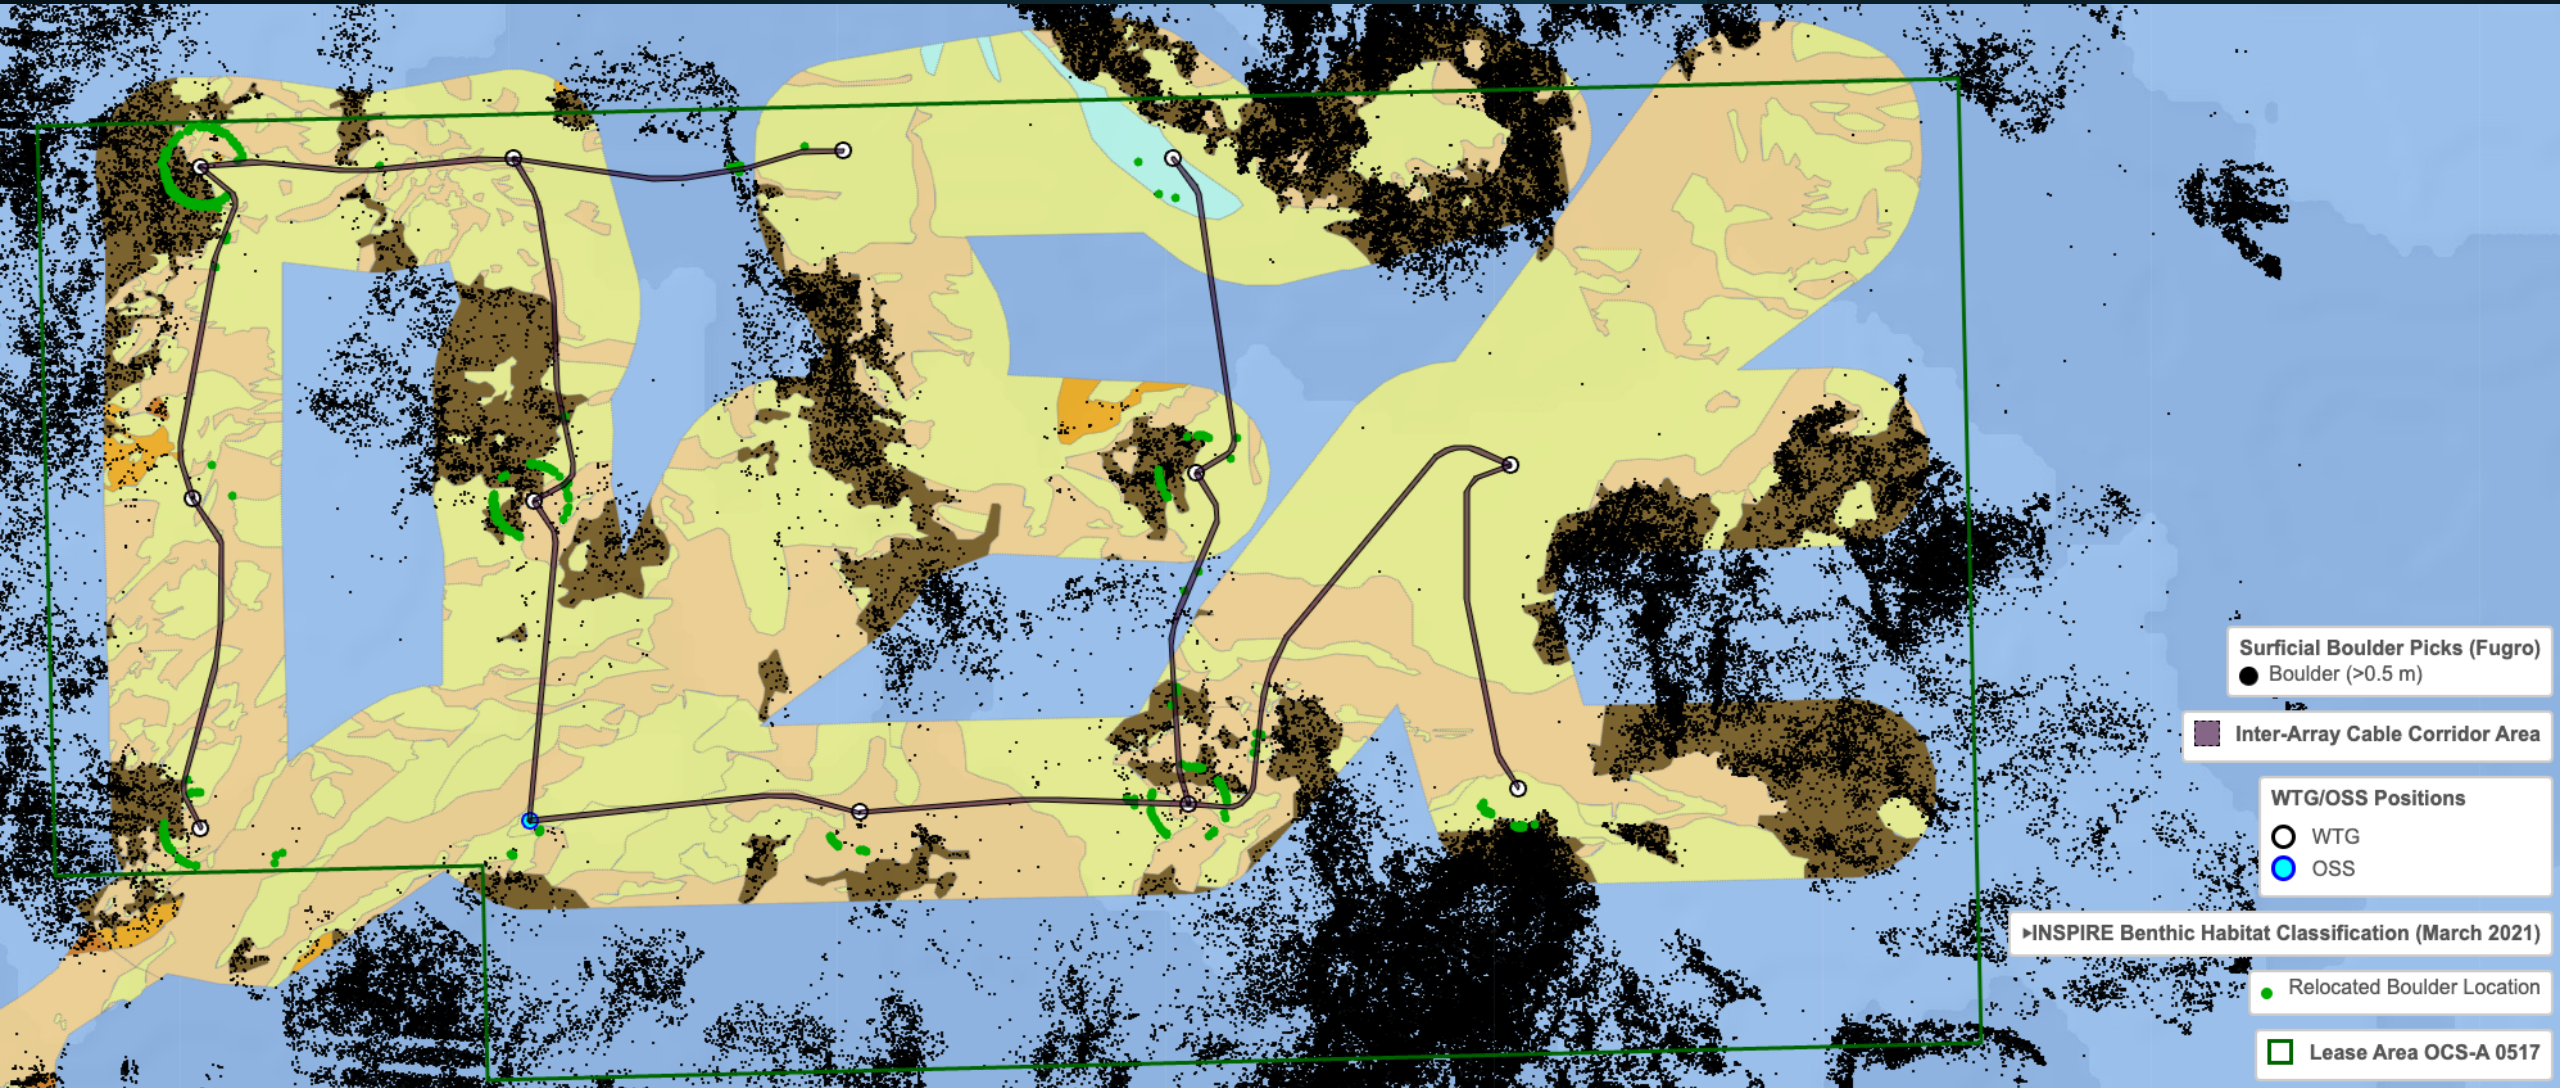 Surficial Boulder Picks (Fugro)
Boulder (>0.5 m)
Inter-Array Cable Corridor Area
WTG/OSS Positions
WTG
OSS
▸INSPIRE Benthic Habitat Classification (March 2021)
Relocated Boulder Location
Lease Area OCS-A 0517